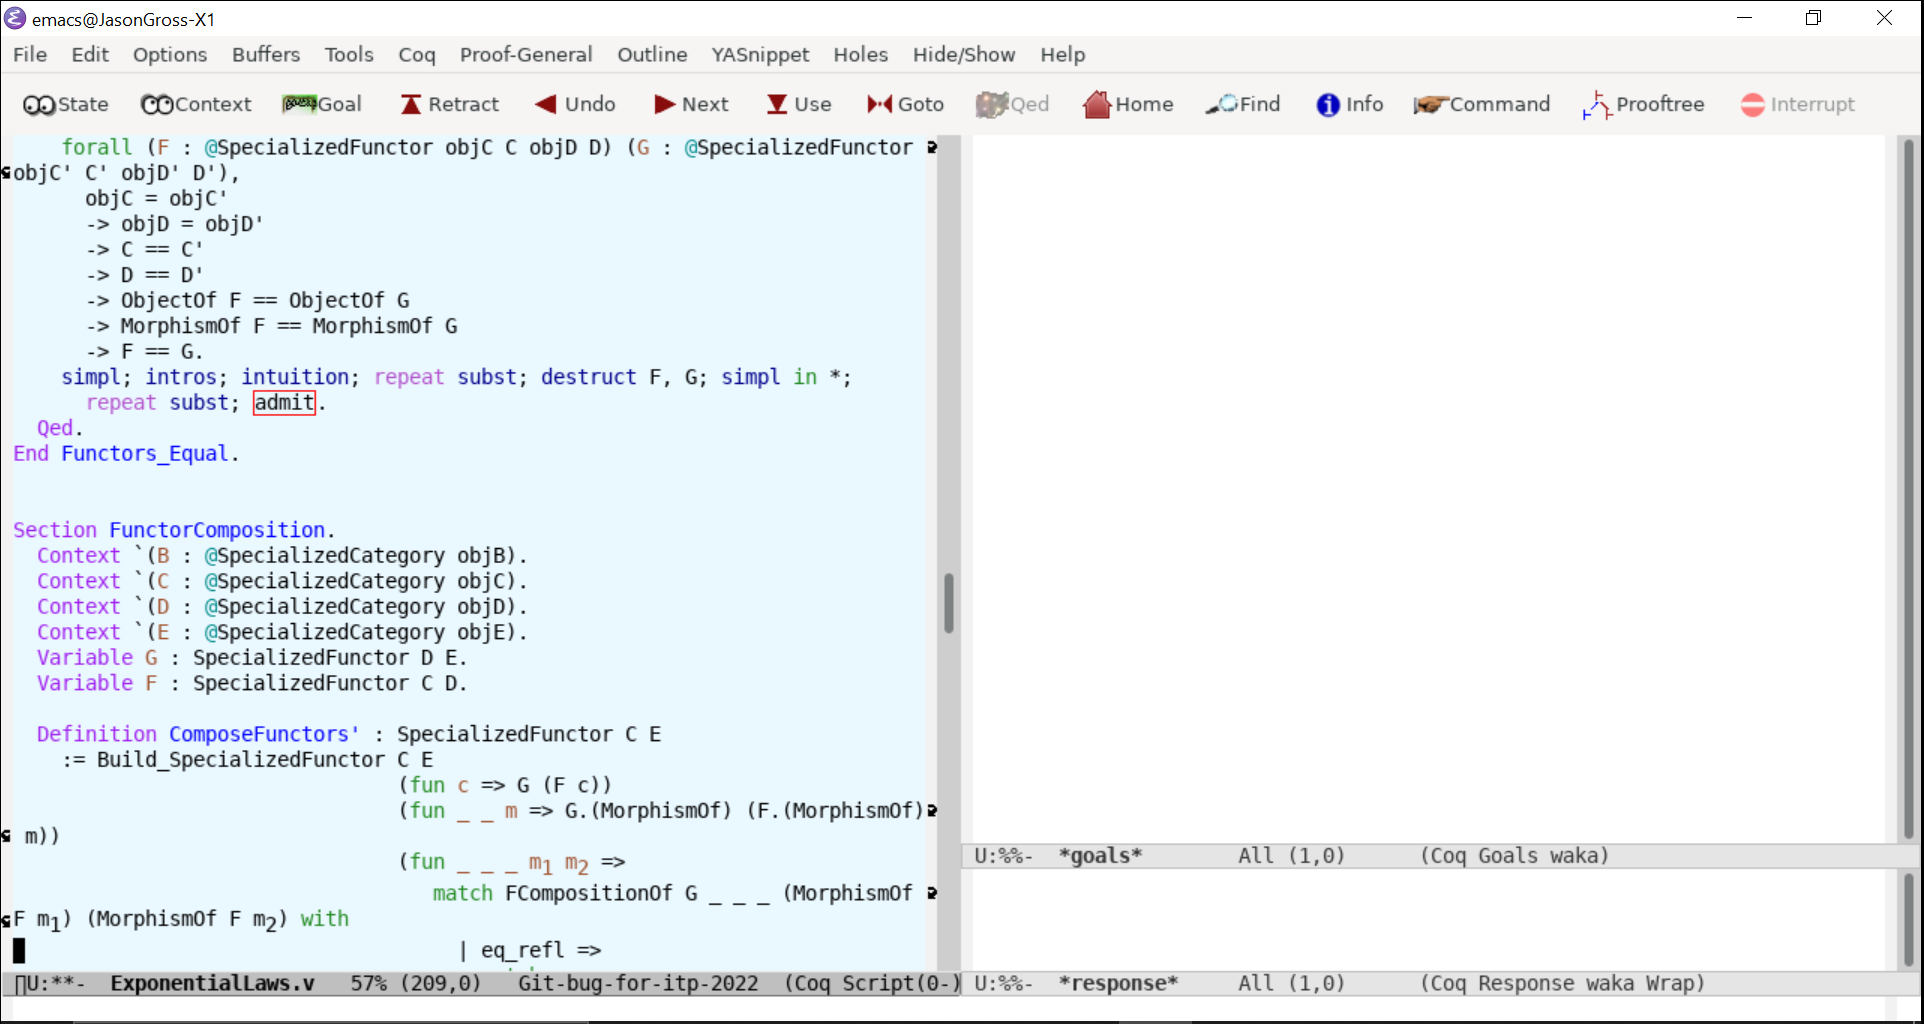 emacs@JasonGross-X1
File Edit Options Buffers Tools Coq Proof-General Outline YASnippet Holes Hide/Show Help
State Context Goal Retract Undo Next Use Goto Qed Home Find Info Command Prooftree Interrupt
forall (F : @SpecializedFunctor objC C objD D) (G : @SpecializedFunctor
objC' C' objD' D'),
objC = objC'
-> objD = objD'
-> C == C'
-> D == D'
-> ObjectOf F == ObjectOf G
-> MorphismOf F == MorphismOf G
-> F == G.
simpl; intros; intuition; repeat subst; destruct F, G; simpl in *;
repeat subst; admit.
Qed.
End Functors_Equal.
Section FunctorComposition.
Context `(B : @SpecializedCategory objB).
Context `(C : @SpecializedCategory objC).
Context `(D : @SpecializedCategory objD).
Context `(E : @SpecializedCategory objE).
Variable G : SpecializedFunctor D E.
Variable F : SpecializedFunctor C D.
Definition ComposeFunctors' : SpecializedFunctor C E
:= Build_SpecializedFunctor C E
(fun c => G (F c))
(fun _ _ m => G.(MorphismOf) (F.(MorphismOf)
m))
(fun _ _ _ m₁ m₂ =>
match FCompositionOf G _ _ _ (MorphismOf
F m₁) (MorphismOf F m₂) with
| eq_refl =>
U:**- ExponentialLaws.v 57% (209,0) Git-bug-for-itp-2022 (Coq Script(0-)
U:%%- *goals* All (1,0) (Coq Goals waka)
U:%%- *response* All (1,0) (Coq Response waka Wrap)